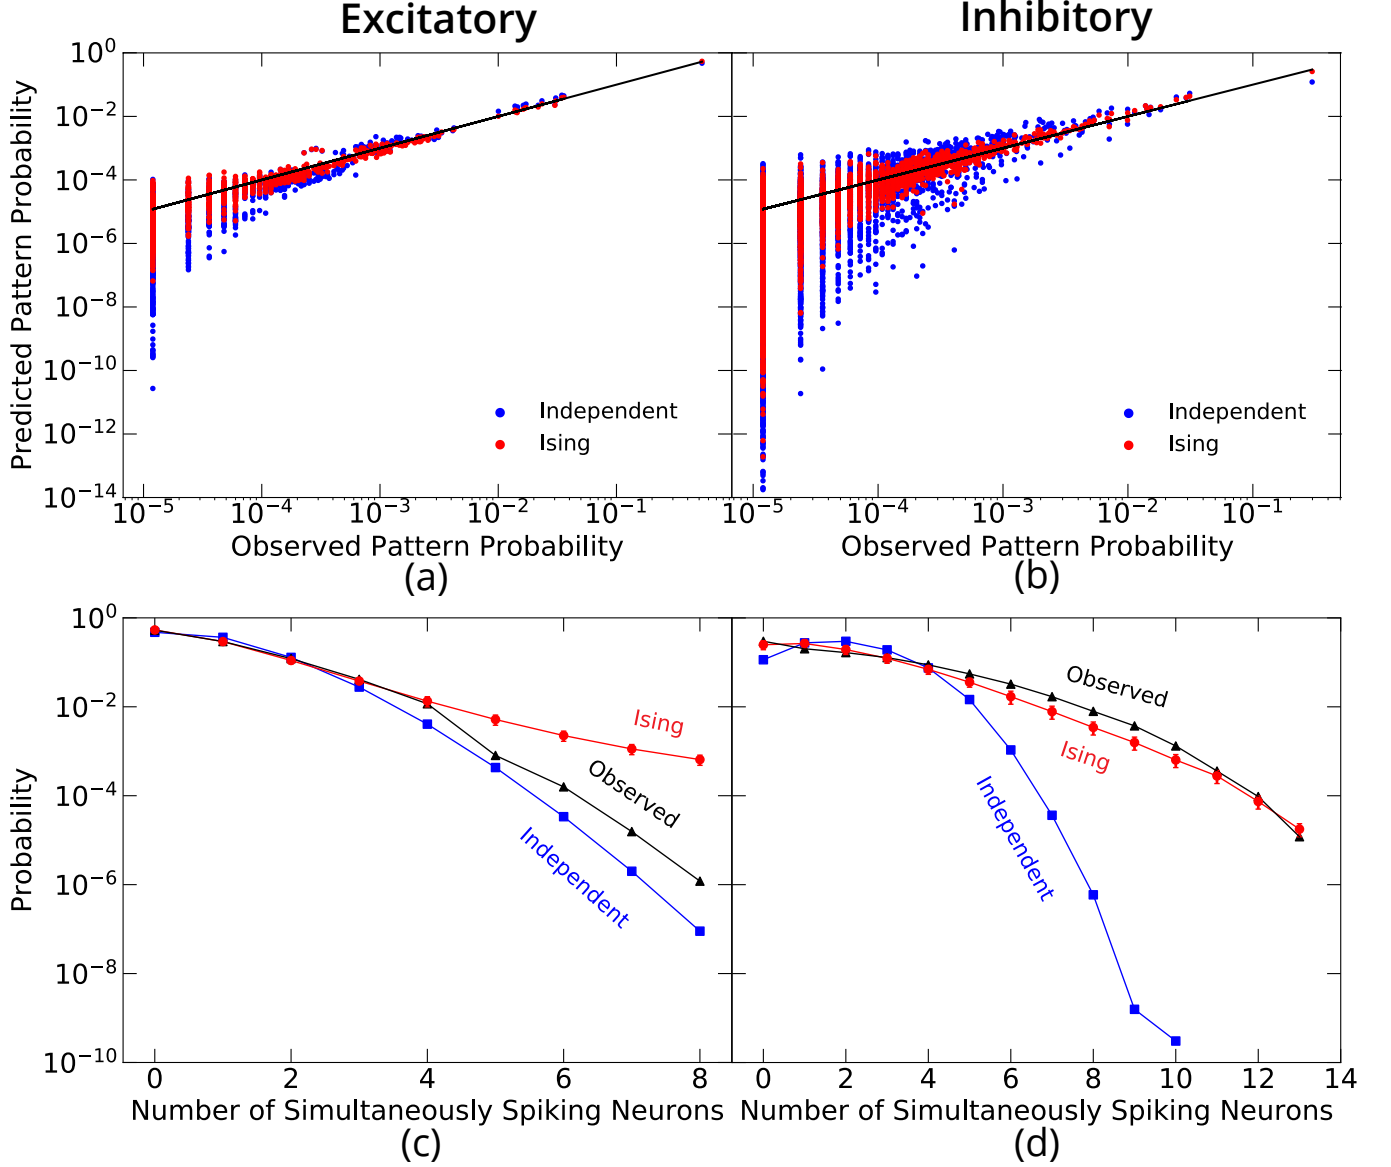 Excitatory
Inhibitory
Predicted Pattern Probability
10^0
10^−2
10^−4
10^−6
10^−8
10^−10
10^−12
10^−14
Independent
Ising
Independent
Ising
10^−5 10^−4 10^−3 10^−2 10^−1
10^−5 10^−4 10^−3 10^−2 10^−1
Observed Pattern Probability
Observed Pattern Probability
(a)
(b)
Probability
10^0
10^−2
10^−4
10^−6
10^−8
10^−10
Ising
Observed
Independent
Observed
Ising
Independent
0 2 4 6 8
0 2 4 6 8 10 12 14
Number of Simultaneously Spiking Neurons
Number of Simultaneously Spiking Neurons
(c)
(d)